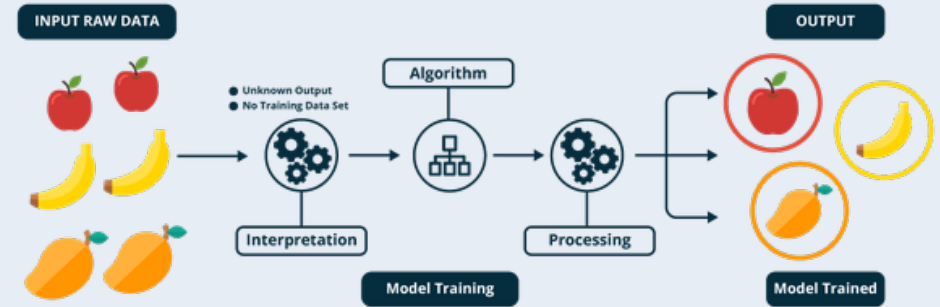 INPUT RAW DATA
OUTPUT
Algorithm
● Unknown Output
● No Training Data Set
Interpretation
Processing
Model Training
Model Trained